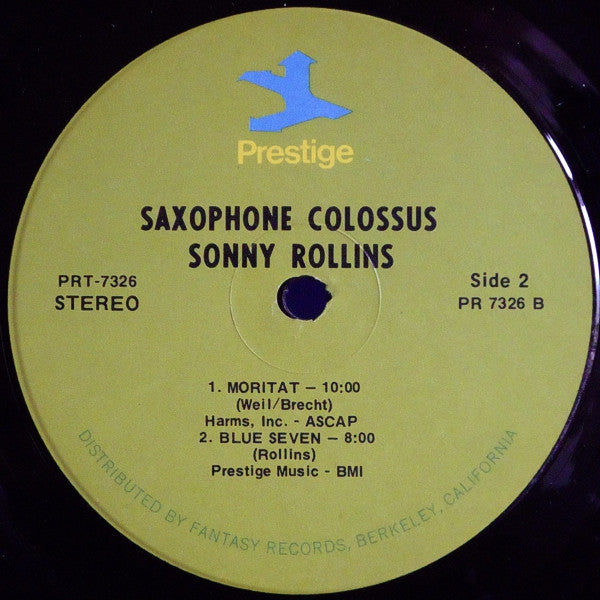 Prestige
SAXOPHONE COLOSSUS
SONNY ROLLINS
PRT-7326
STEREO
Side 2
PR 7326 B
1. MORITAT – 10:00
(Weil/Brecht)
Harms, Inc. - ASCAP
2. BLUE SEVEN – 8:00
(Rollins)
Prestige Music - BMI
DISTRIBUTED BY FANTASY RECORDS, BERKELEY, CALIFORNIA